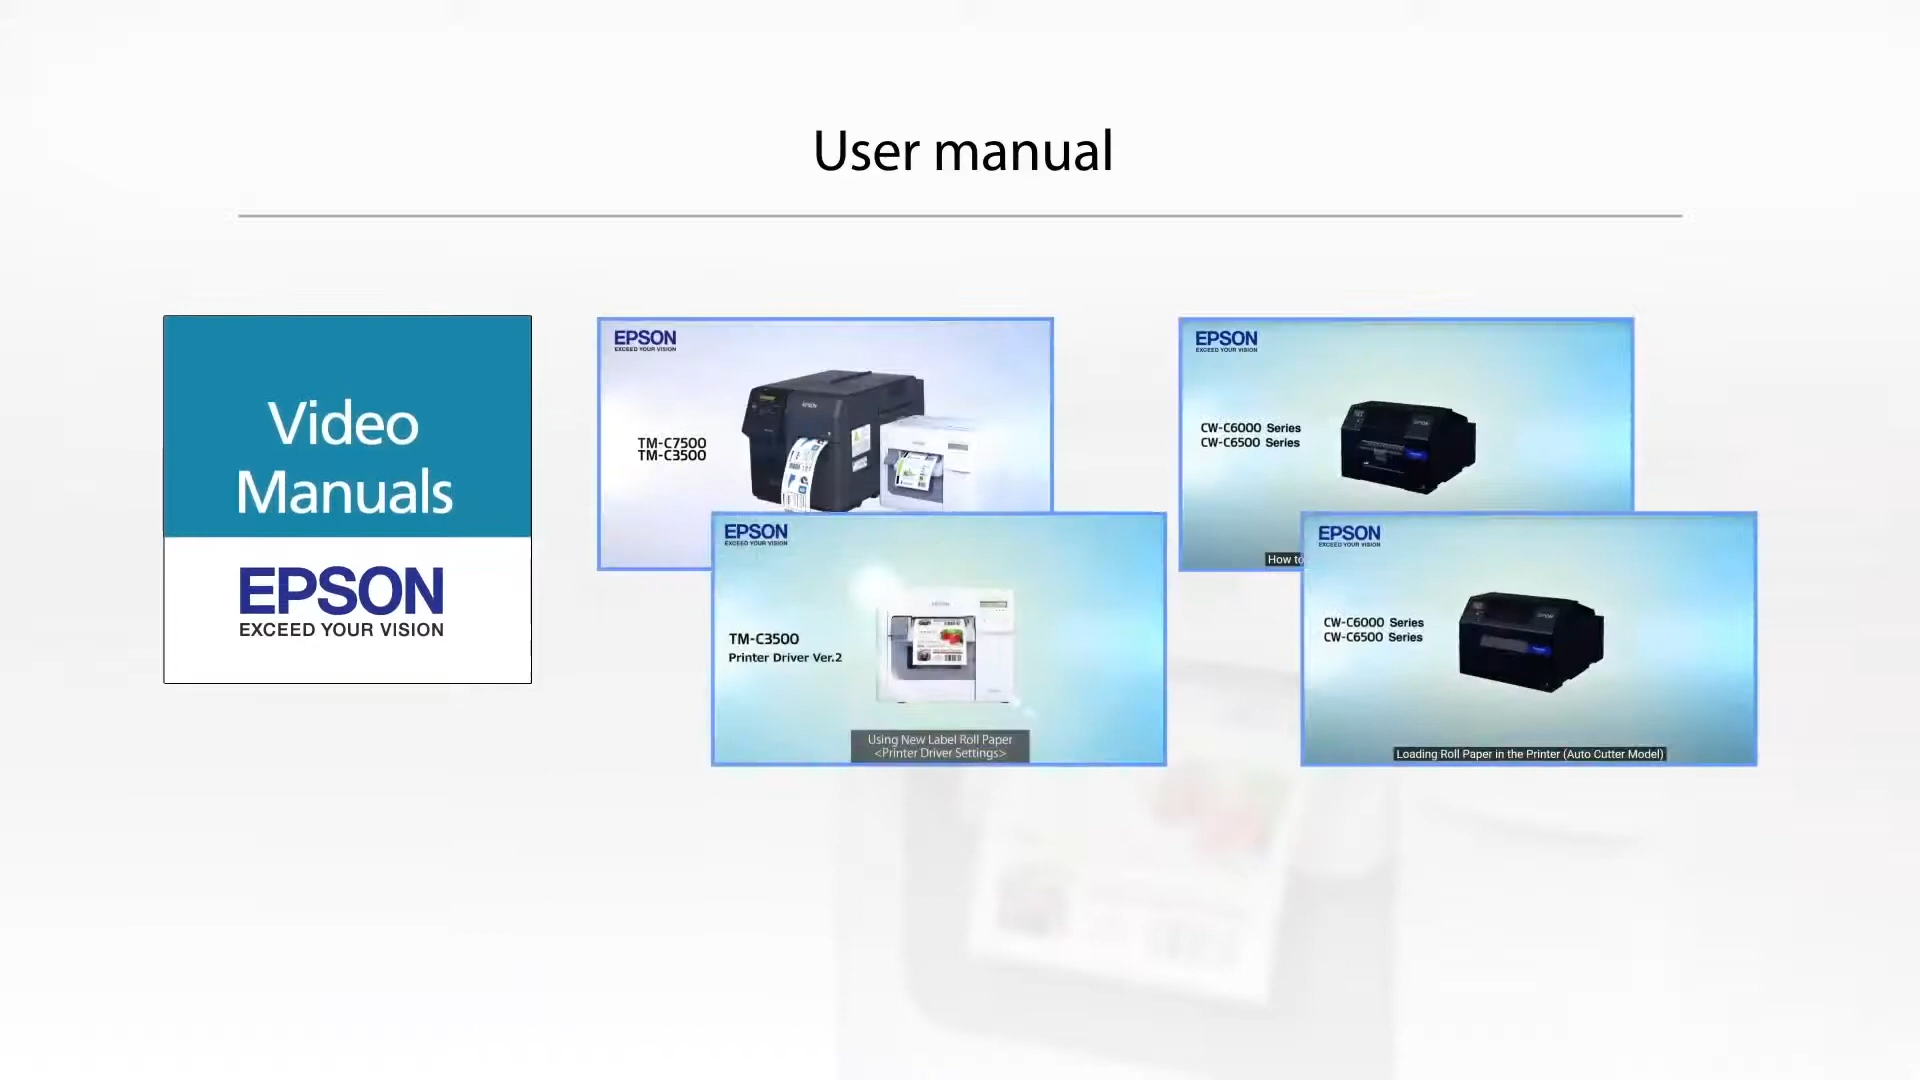 User manual
Video
Manuals
EPSON
EXCEED YOUR VISION
EPSON
EXCEED YOUR VISION
TM-C7500
TM-C3500
EPSON
EXCEED YOUR VISION
TM-C3500
Printer Driver Ver.2
Using New Label Roll Paper
<Printer Driver Settings>
EPSON
EXCEED YOUR VISION
CW-C6000 Series
CW-C6500 Series
How to
EPSON
EXCEED YOUR VISION
CW-C6000 Series
CW-C6500 Series
Loading Roll Paper in the Printer (Auto Cutter Model)